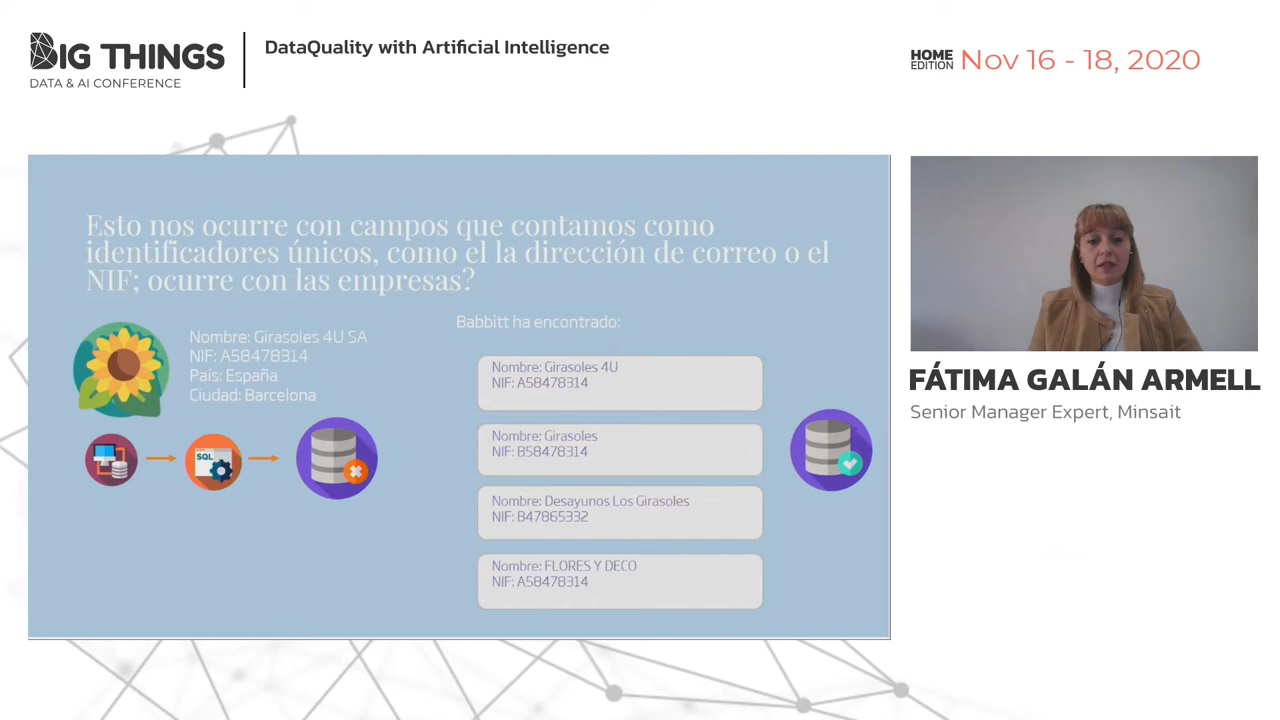 BIG THINGS
DATA & AI CONFERENCE
DataQuality with Artificial Intelligence
HOME
EDITION
Nov 16 - 18, 2020
Esto nos ocurre con campos que contamos como
identificadores únicos, como el la dirección de correo o el
NIF; ocurre con las empresas?
Nombre: Girasoles 4U SA
NIF: A58478314
País: España
Ciudad: Barcelona
SQL
Babbitt ha encontrado:
Nombre: Girasoles 4U
NIF: A58478314
Nombre: Girasoles
NIF: B58478314
Nombre: Desayunos Los Girasoles
NIF: B47865332
Nombre: FLORES Y DECO
NIF: A58478314
FÁTIMA GALÁN ARMELL
Senior Manager Expert, Minsait